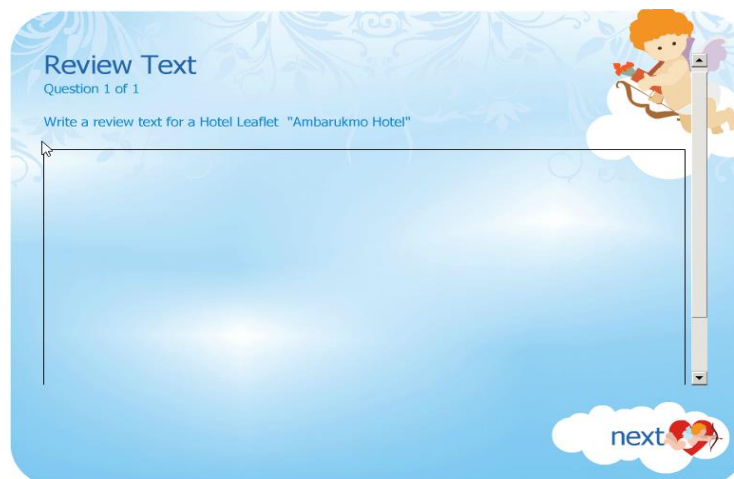 Review Text
Question 1 of 1
Write a review text for a Hotel Leaflet "Ambarukmo Hotel"
next